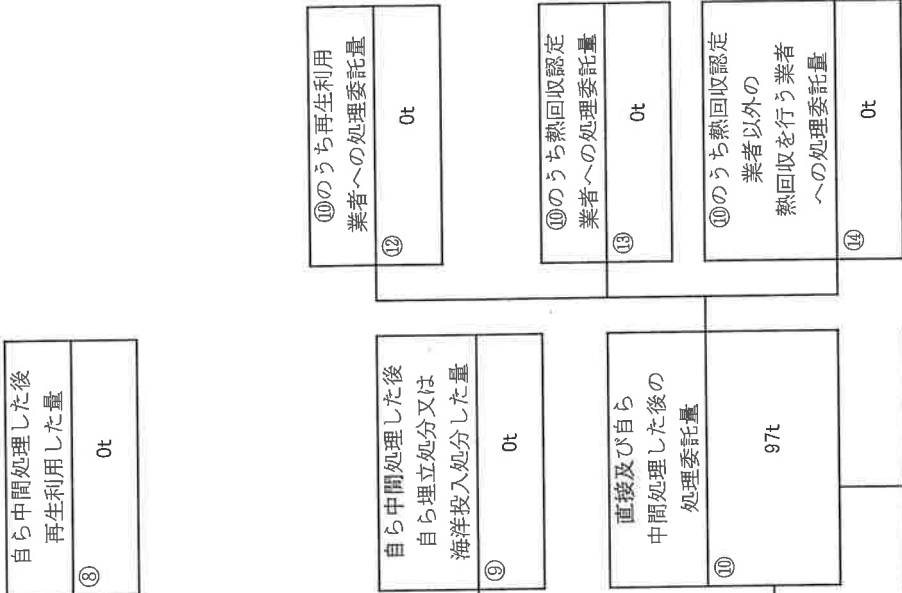 自ら中間処理した後
再生利用した量
⑧
0t
自ら中間処理した後
自ら埋立処分又は
海洋投入処分した量
⑨
0t
直接及び自ら
中間処理した後の
処理委託量
⑩
97t
⑩のうち再生利用
業者への処理委託量
⑫
0t
⑩のうち熱回収認定
業者への処理委託量
⑬
0t
⑩のうち熱回収認定
業者以外の
熱回収を行う業者
への処理委託量
⑭
0t